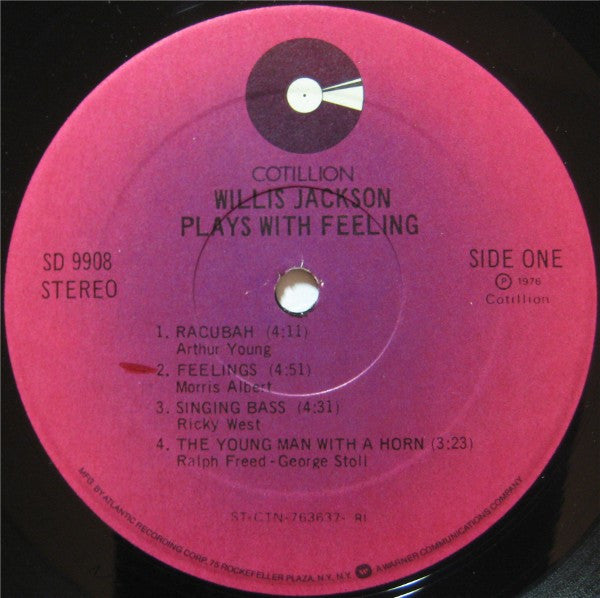 COTILLION
WILLIS JACKSON
PLAYS WITH FEELING
SD 9908
STEREO
SIDE ONE
Ⓟ 1976
Cotillion
1. RACUBAH (4:11)
Arthur Young
2. FEELINGS (4:51)
Morris Albert
3. SINGING BASS (4:31)
Ricky West
4. THE YOUNG MAN WITH A HORN (3:23)
Ralph Freed-George Stoll
ST-CTN-763637-
MFG. BY ATLANTIC RECORDING CORP. 75 ROCKEFELLER PLAZA, N.Y. N.Y. A WARNER COMMUNICATIONS COMPANY